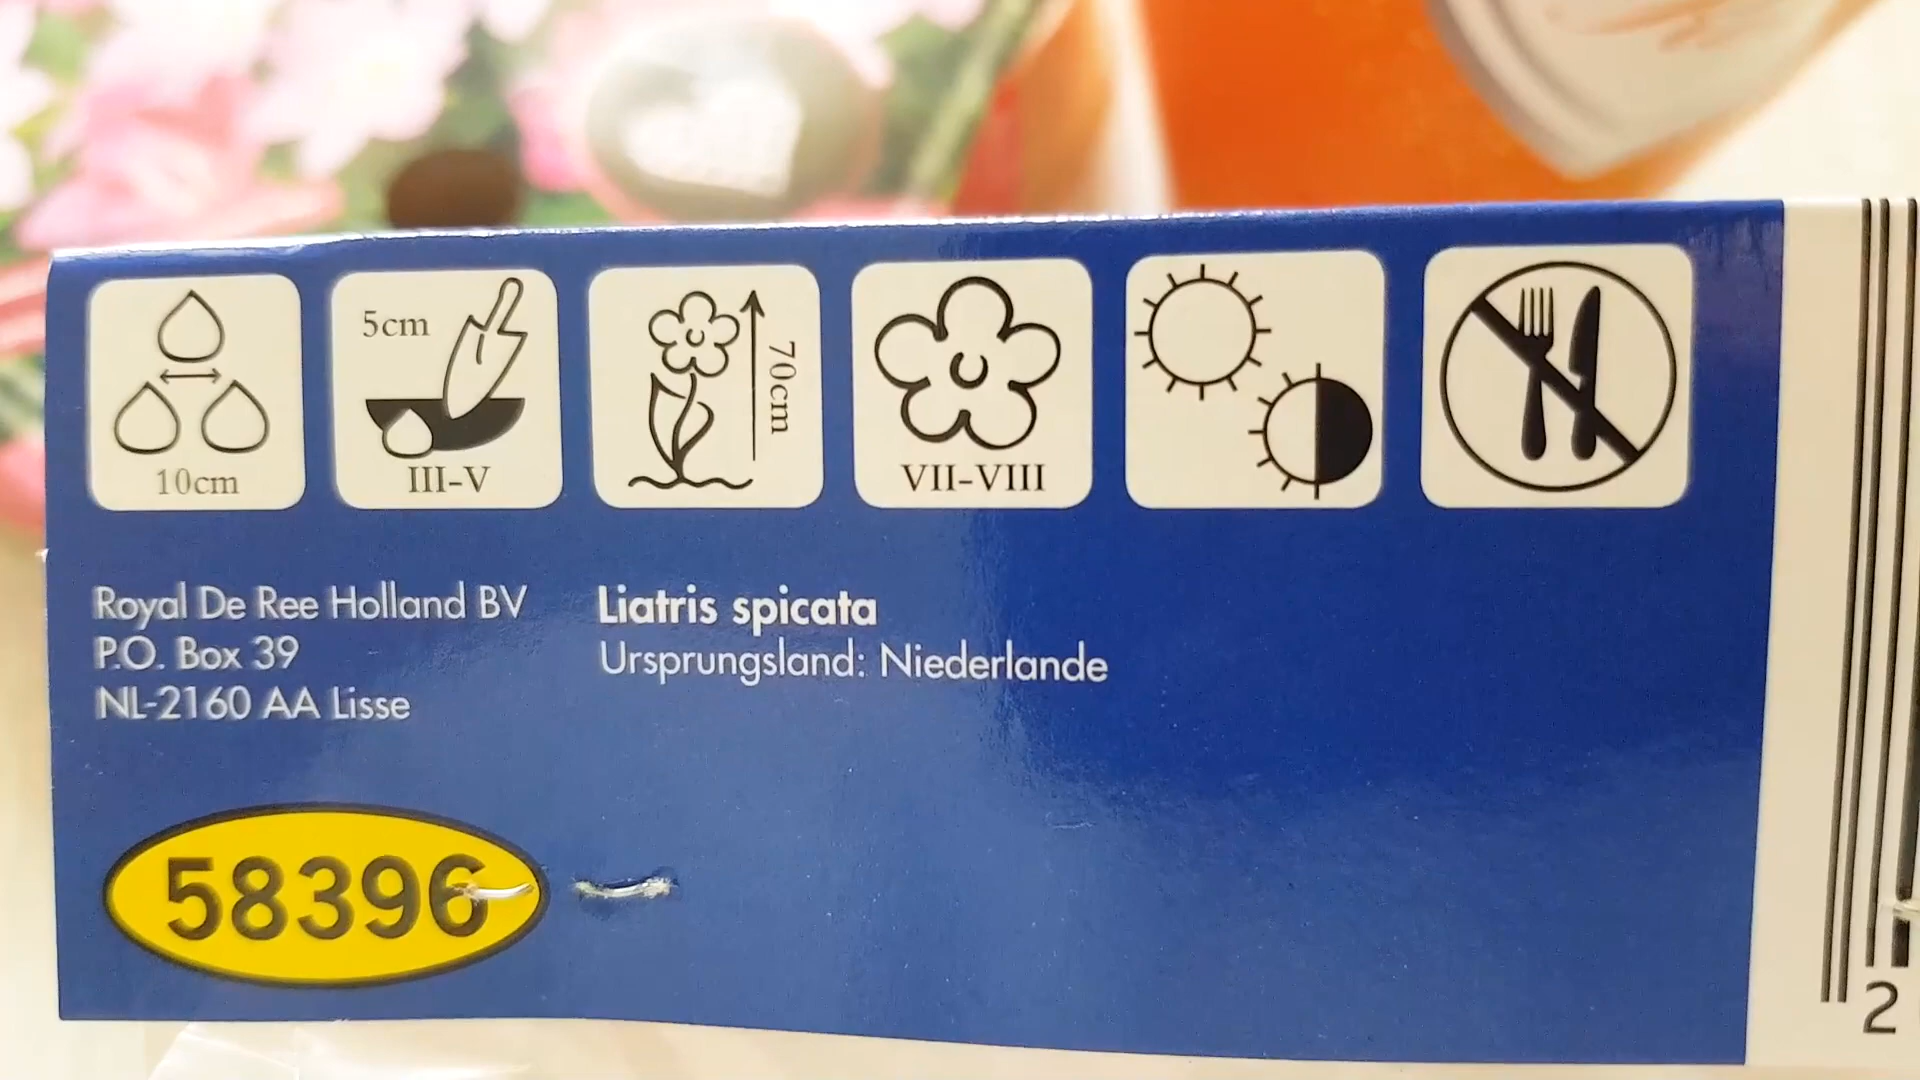 10cm
5cm
III-V
70cm
VII-VIII
Royal De Ree Holland BV
P.O. Box 39
NL-2160 AA Lisse
Liatris spicata
Ursprungsland: Niederlande
58396
2